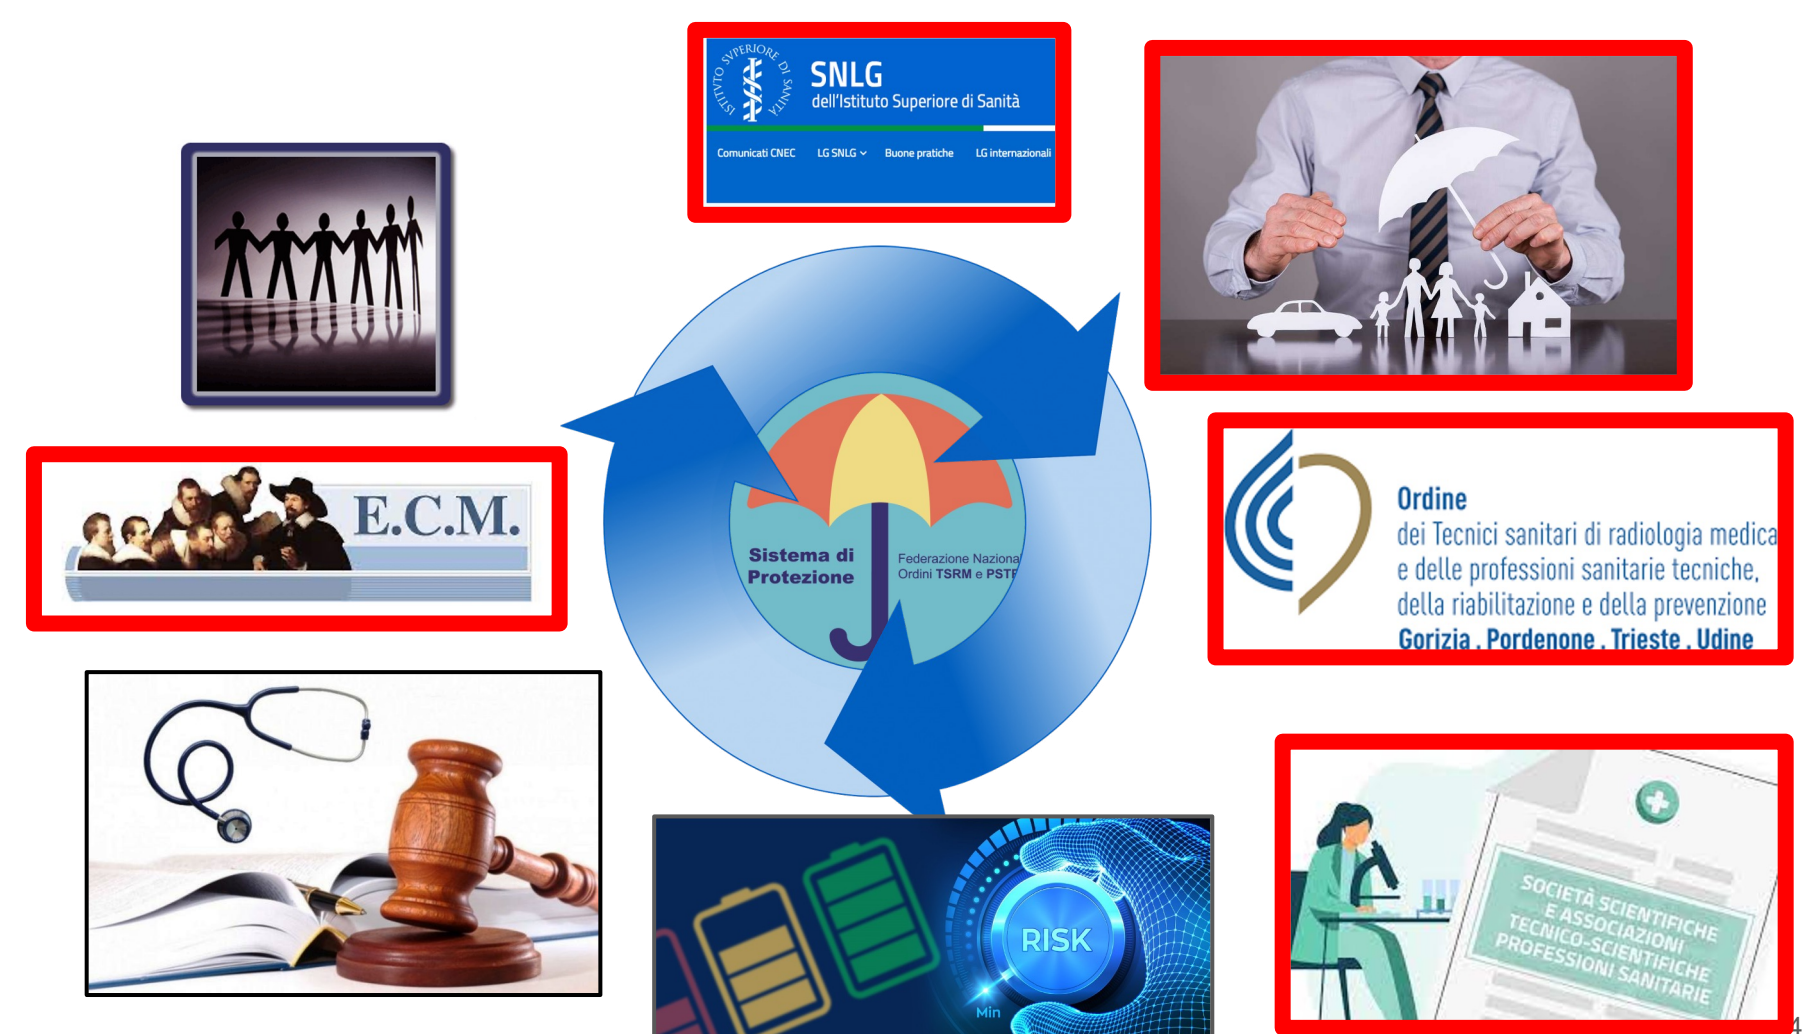 ISTITUTO SVPERIORE DI SANITÀ
SNLG
dell'Istituto Superiore di Sanità
Comunicati CNEC LG SNLG Buone pratiche LG internazionali
E.C.M.
Sistema di
Protezione
Federazione Naziona
Ordini TSRM e PSTF
Ordine
dei Tecnici sanitari di radiologia medica
e delle professioni sanitarie tecniche,
della riabilitazione e della prevenzione
Gorizia . Pordenone . Trieste . Udine
RISK
Min
SOCIETÀ SCIENTIFICHE
E ASSOCIAZIONI
TECNICO-SCIENTIFICHE
PROFESSIONI SANITARIE
4